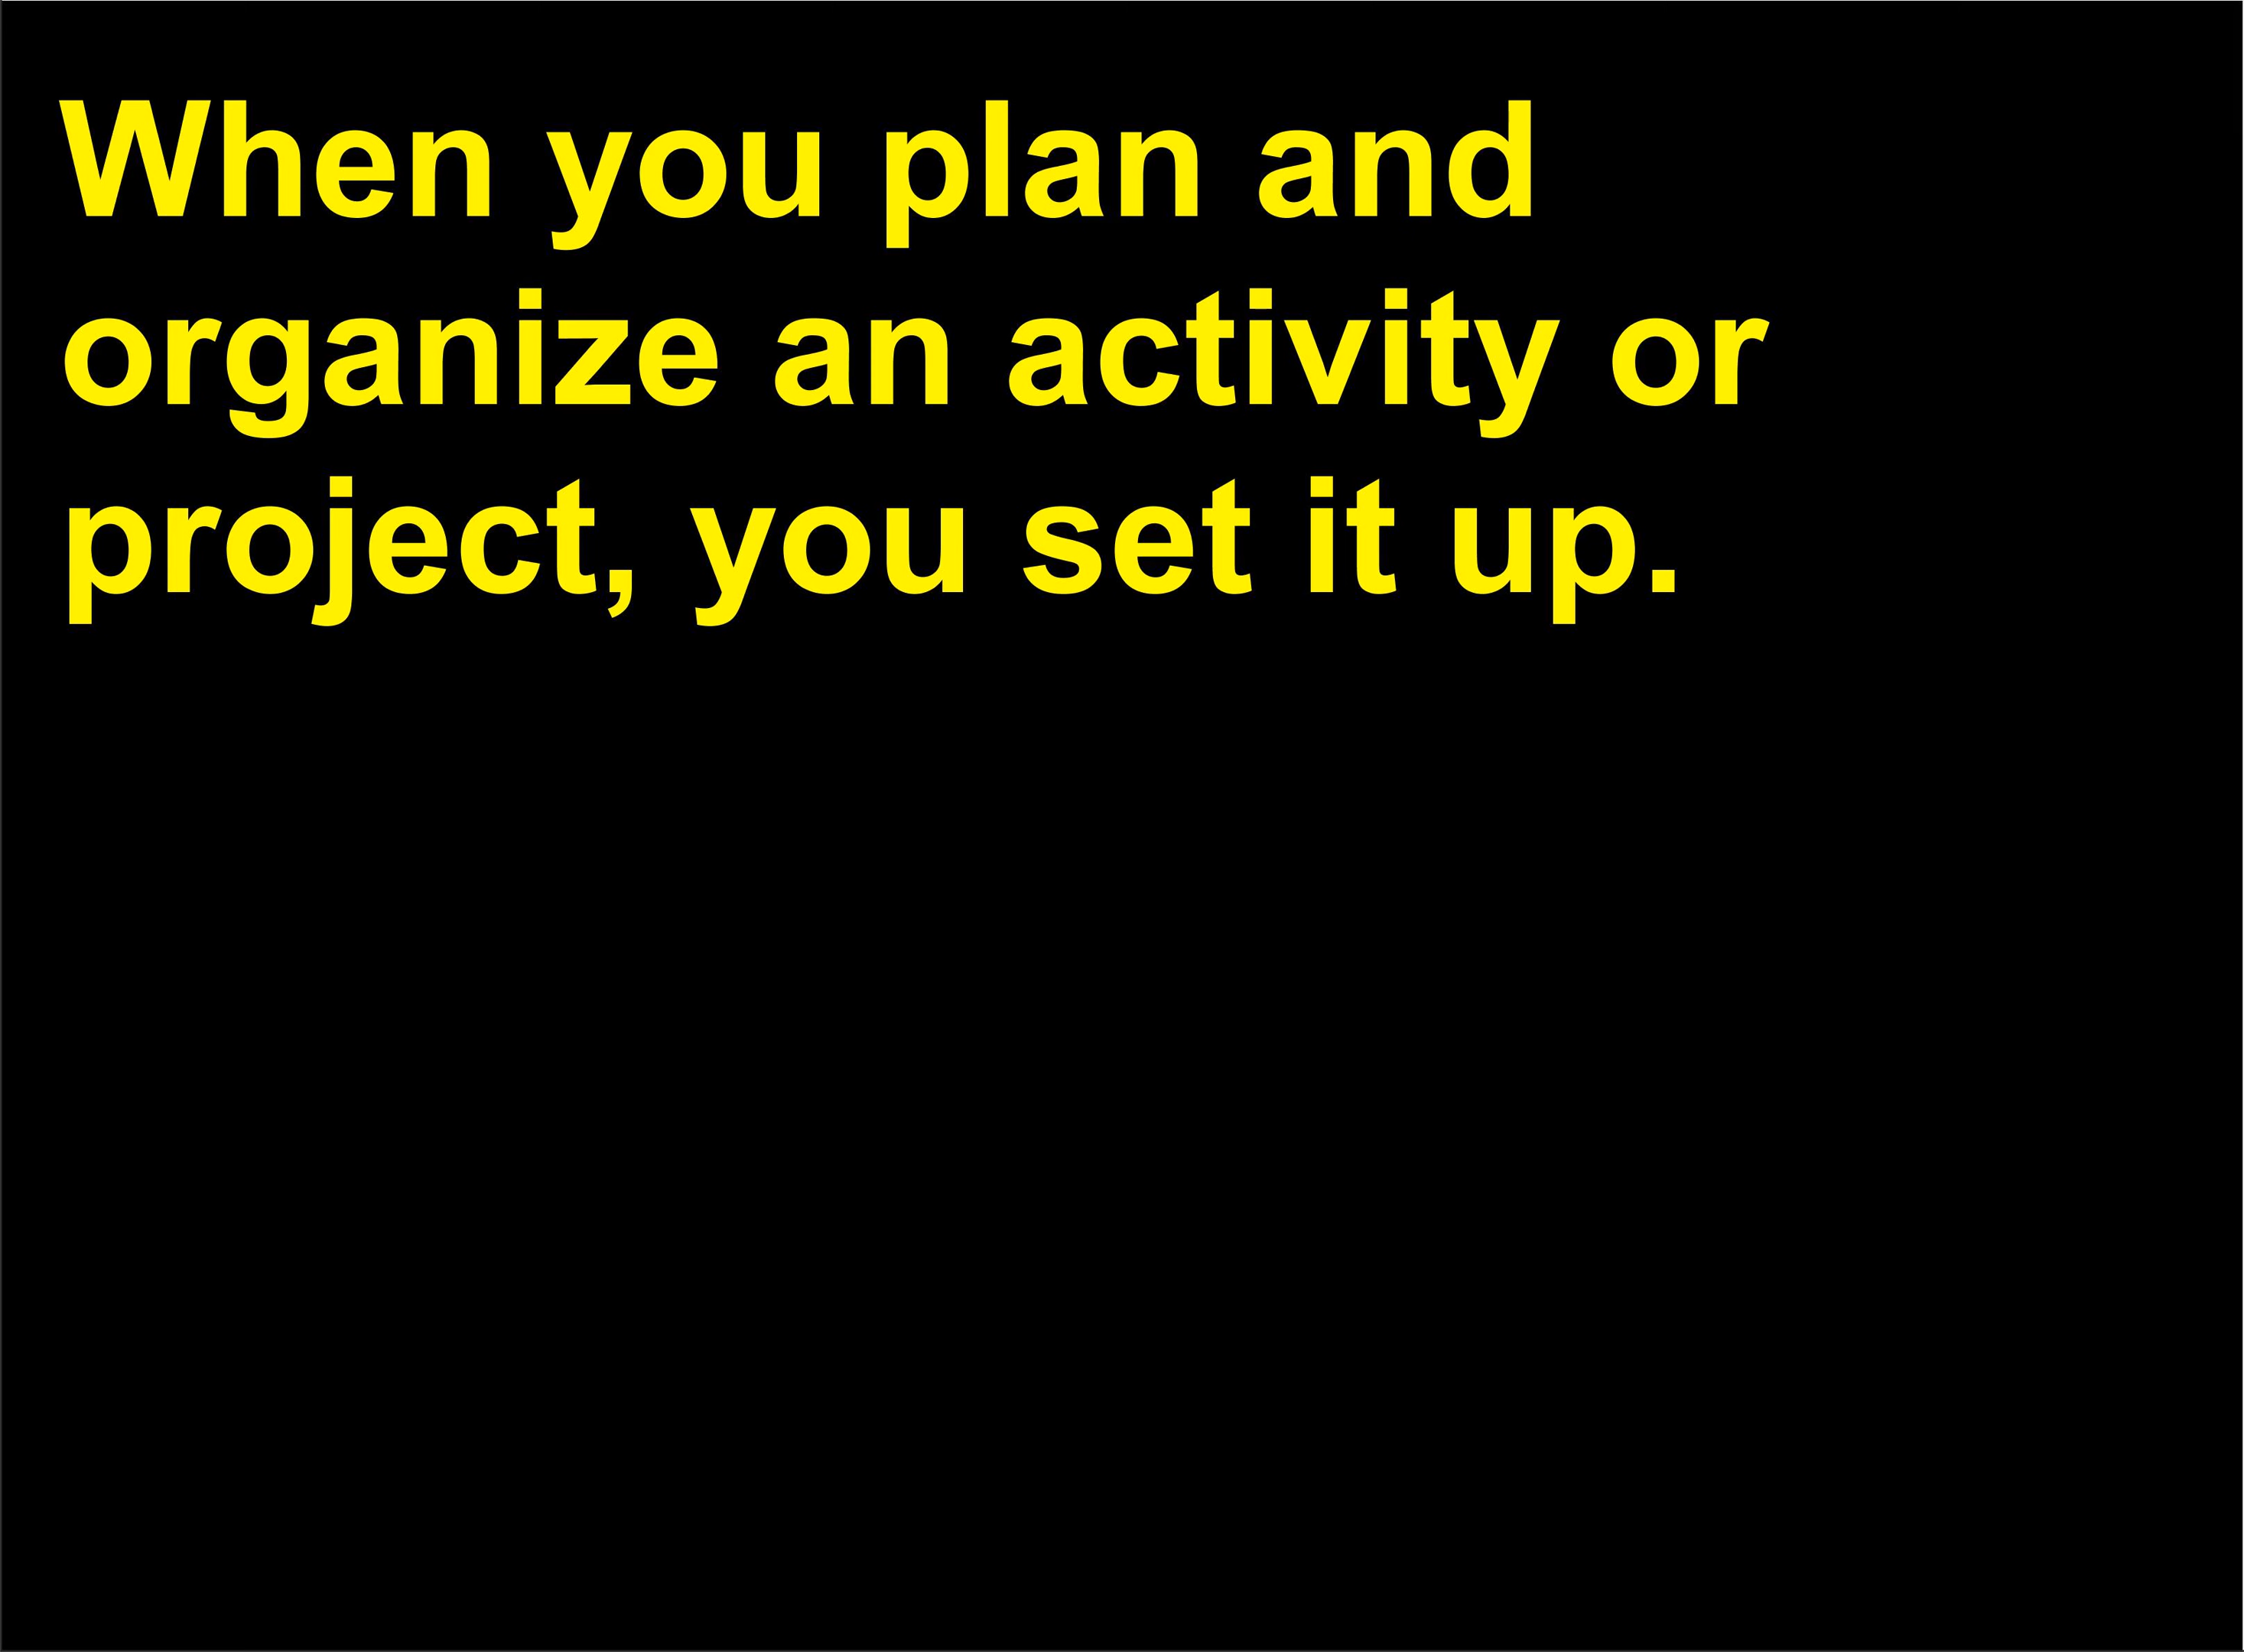 When you plan and
organize an activity or
project, you set it up.